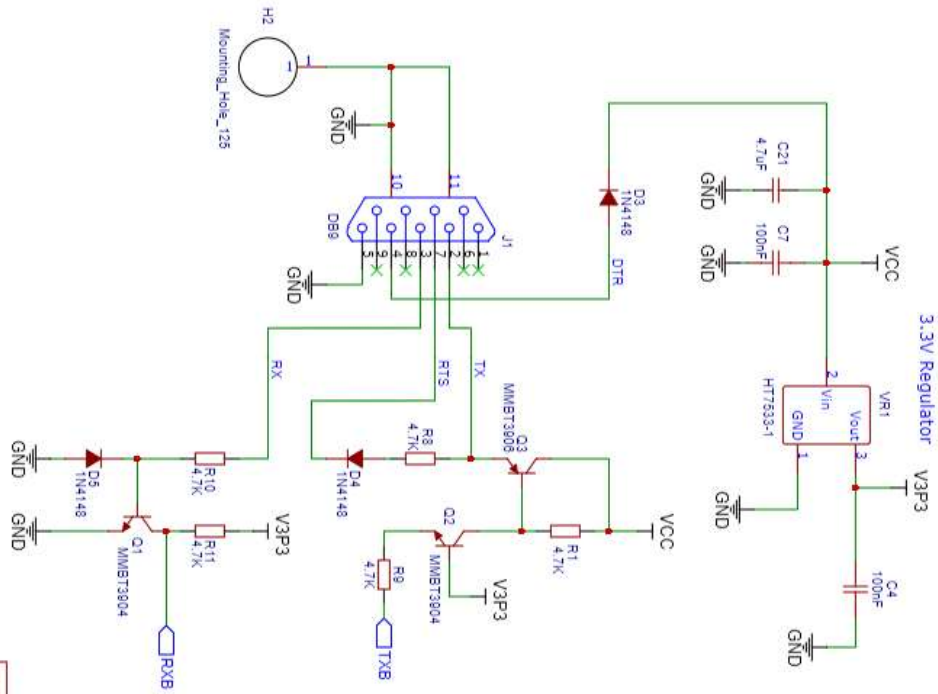 H2
Mounting_Hole_125
1
1
GND
10
11
DB9
J1
5
9
4
8
3
7
2
6
1
GND
D3
1N4148
DTR
C21
4.7uF
GND
C7
100nF
GND
VCC
3.3V Regulator
VR1
HT7533-1
2
Vin
Vout
3
GND
1
GND
V3P3
C4
100nF
GND
RX
RTS
TX
MMBT3906
Q3
R8
4.7K
D4
1N4148
R1
4.7K
VCC
Q2
MMBT3904
V3P3
R9
4.7K
TXB
R10
4.7K
D5
1N4148
GND
GND
Q1
MMBT3904
R11
4.7K
V3P3
RXB